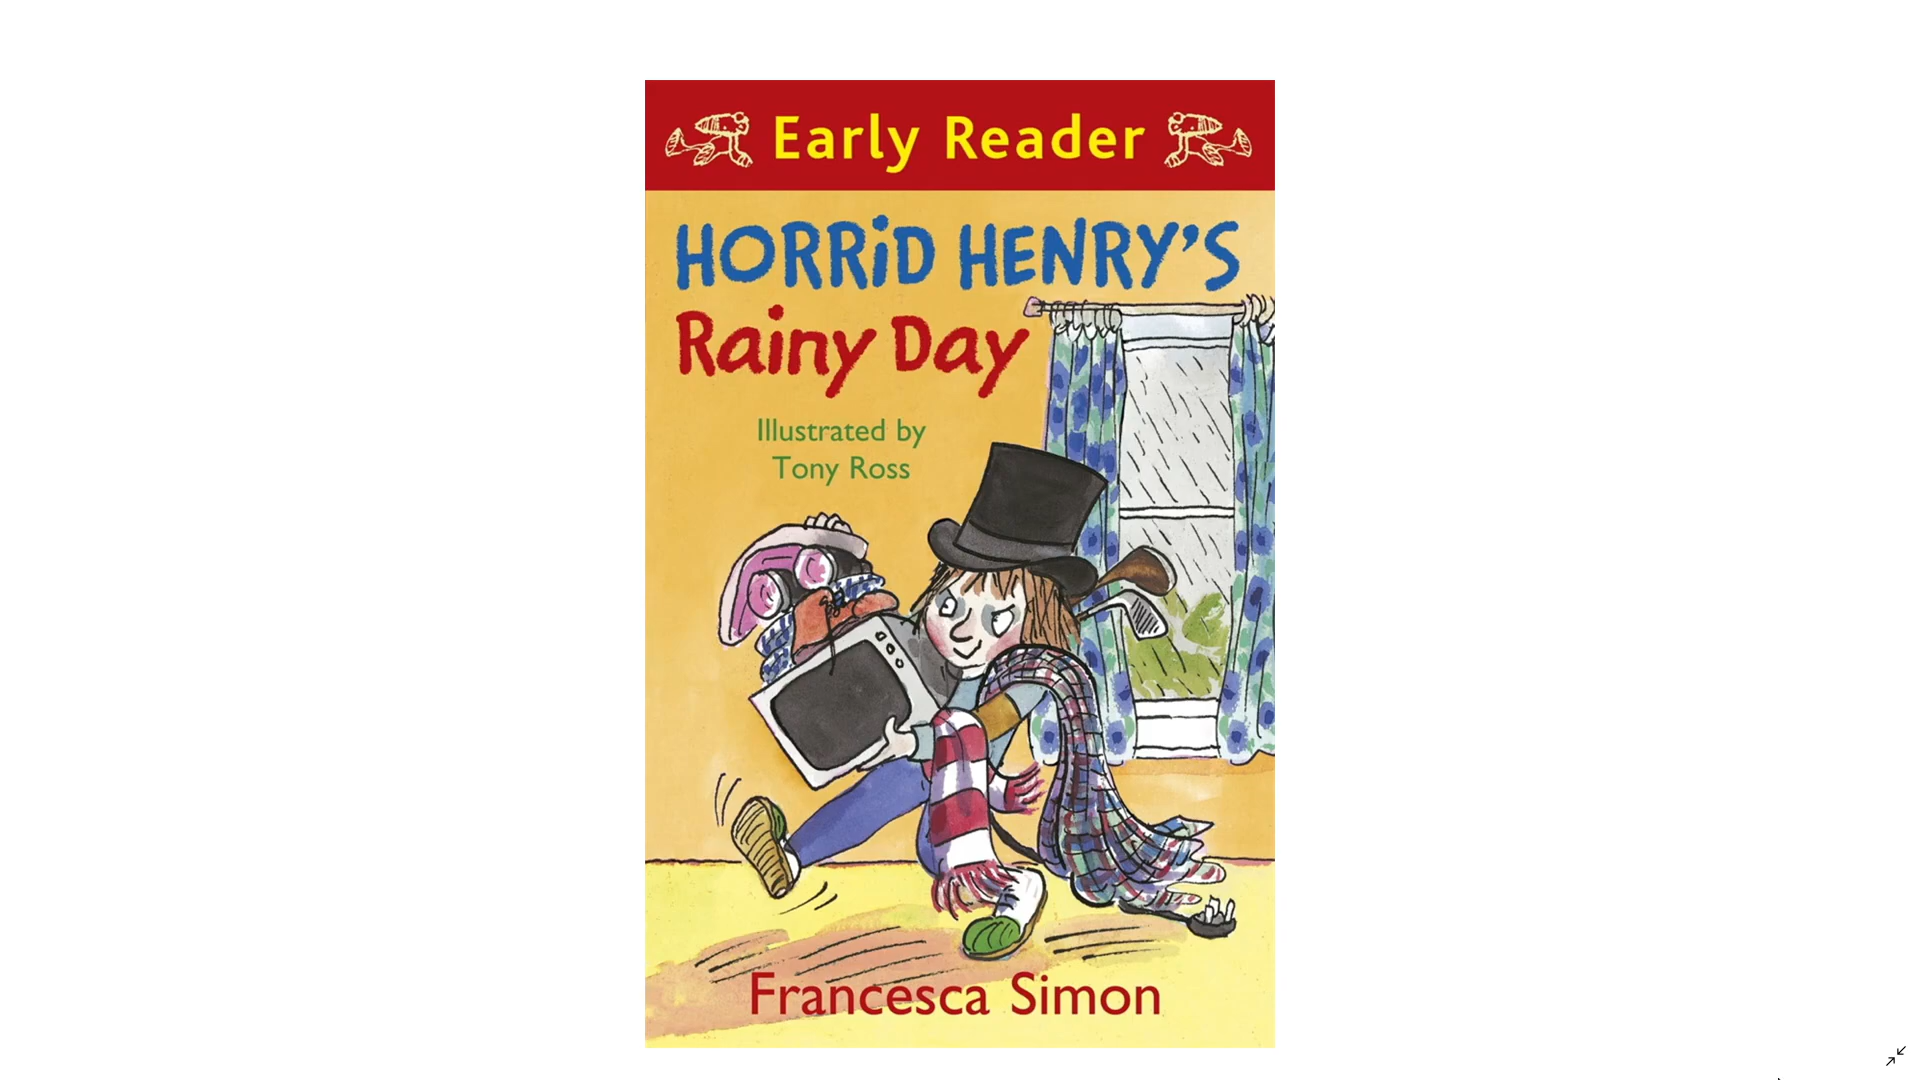 Early Reader
HORRiD HENRY'S
Rainy Day
Illustrated by
Tony Ross
Francesca Simon